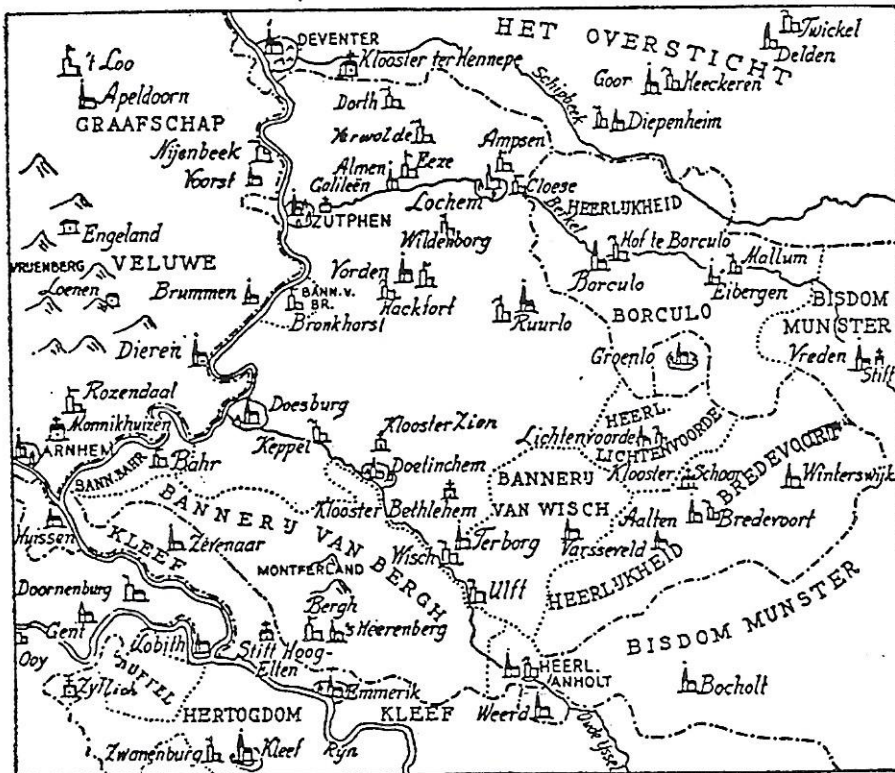 HET OVERSTICHT
Twickel
Delden
DEVENTER
't Loo
Klooster ter Hennepe
Schipbeek
Goor
Heeckeren
Apeldoorn
Dorth
GRAAFSCHAP
Diepenheim
Verwolde
Nijenbeek
Ampsen
Almen
Eeze
Voorst
Galileën
Lochem
Cloese
HEERLIJKHEID
ZUTPHEN
Berkel
Engeland
Wildenborg
Hof te Borculo
Mallum
VRIJENBERG
VELUWE
Vorden
Borculo
Eibergen
Loenen
Brummen
BANN. V.
BR.
Hackfort
BISDOM
Bronkhorst
Ruurlo
BORCULO
MUNSTER
Dieren
Groenlo
Vreden
Stift
Rozendaal
Doesburg
HEERL.
Monnikhuizen
Klooster Zion
Keppel
Lichtenvoorde
LICHTENVOORDE
ARNHEM
Bahr
BANN. BAHR
Doetinchem
BANNERIJ
Klooster Schaar
BREDEVOORT
Winterswijk
BANNERIJ VAN BERGH
Klooster Bethlehem
VAN WISCH
Aalten
Bredevoort
Huissen
KLEEF
Zevenaar
Terborg
Varsseveld
Wisch
MONTFERLAND
HEERLIJKHEID
Doornenburg
Bergh
Ulft
BISDOM MUNSTER
Gent
's Heerenberg
Lobith
Stift Hoog-
Elten
Ooy
DUFFEL
HEERL.
ANHOLT
Zyfflich
Emmerik
Bocholt
HERTOGDOM
KLEEF
Weerd
Zwanenburg
Kleef
Rijn
Oude IJssel